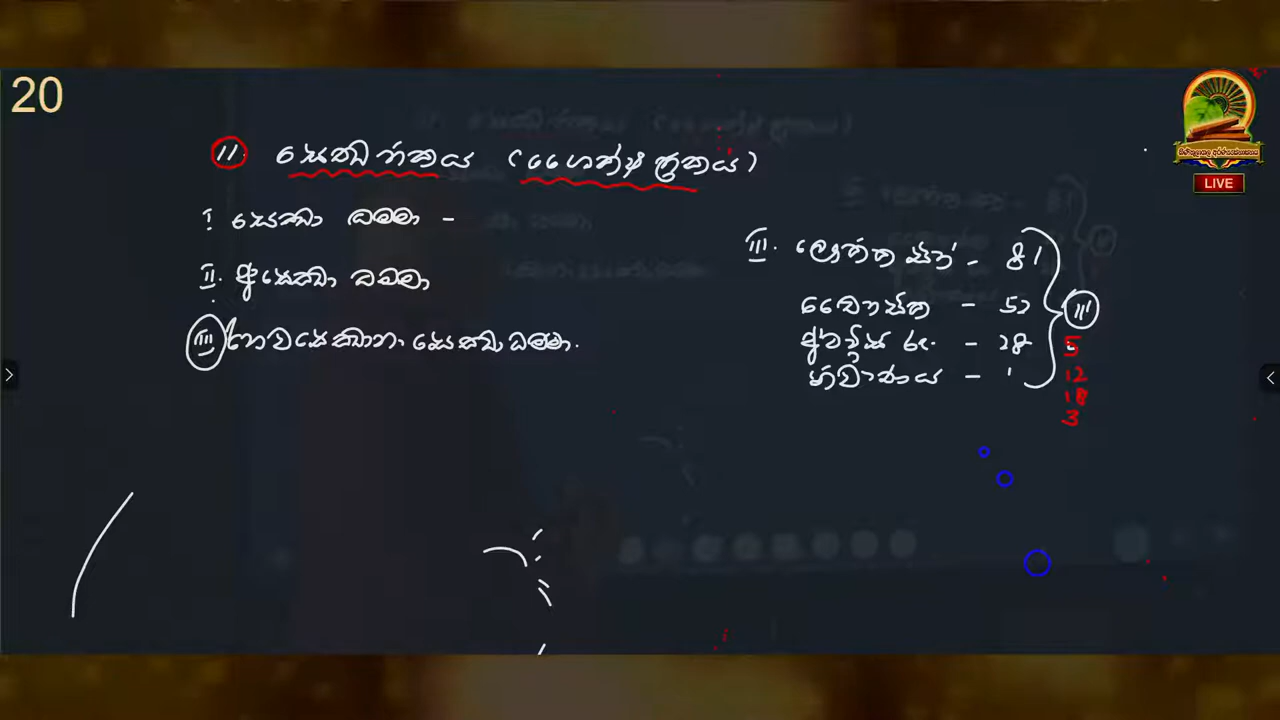 20
11. සෙක්ඛ ත්‍රිකය (ශෛක්ෂ ත්‍රිකය)
I සෙක්ඛා ධම්මා -
II. අසෙක්ඛා ධම්මා
III නෙවසෙක්ඛානාසෙක්ඛා ධම්මා.
III. ලෞකික සිත් - 81
චෛතසික - 52
අටවිසි රූ. - 28
නිර්වාණය - 1
III
5
12
18
3
LIVE